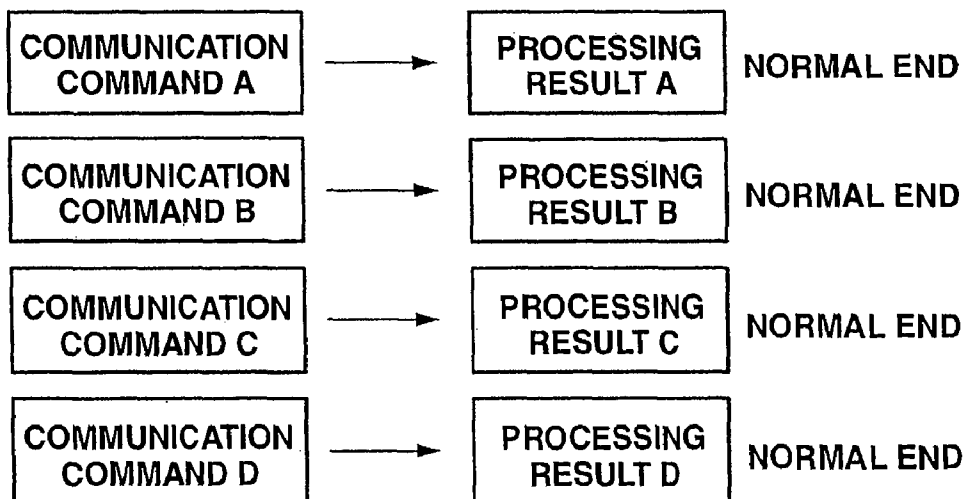 COMMUNICATION
COMMAND A
PROCESSING
RESULT A
NORMAL END
COMMUNICATION
COMMAND B
PROCESSING
RESULT B
NORMAL END
COMMUNICATION
COMMAND C
PROCESSING
RESULT C
NORMAL END
COMMUNICATION
COMMAND D
PROCESSING
RESULT D
NORMAL END